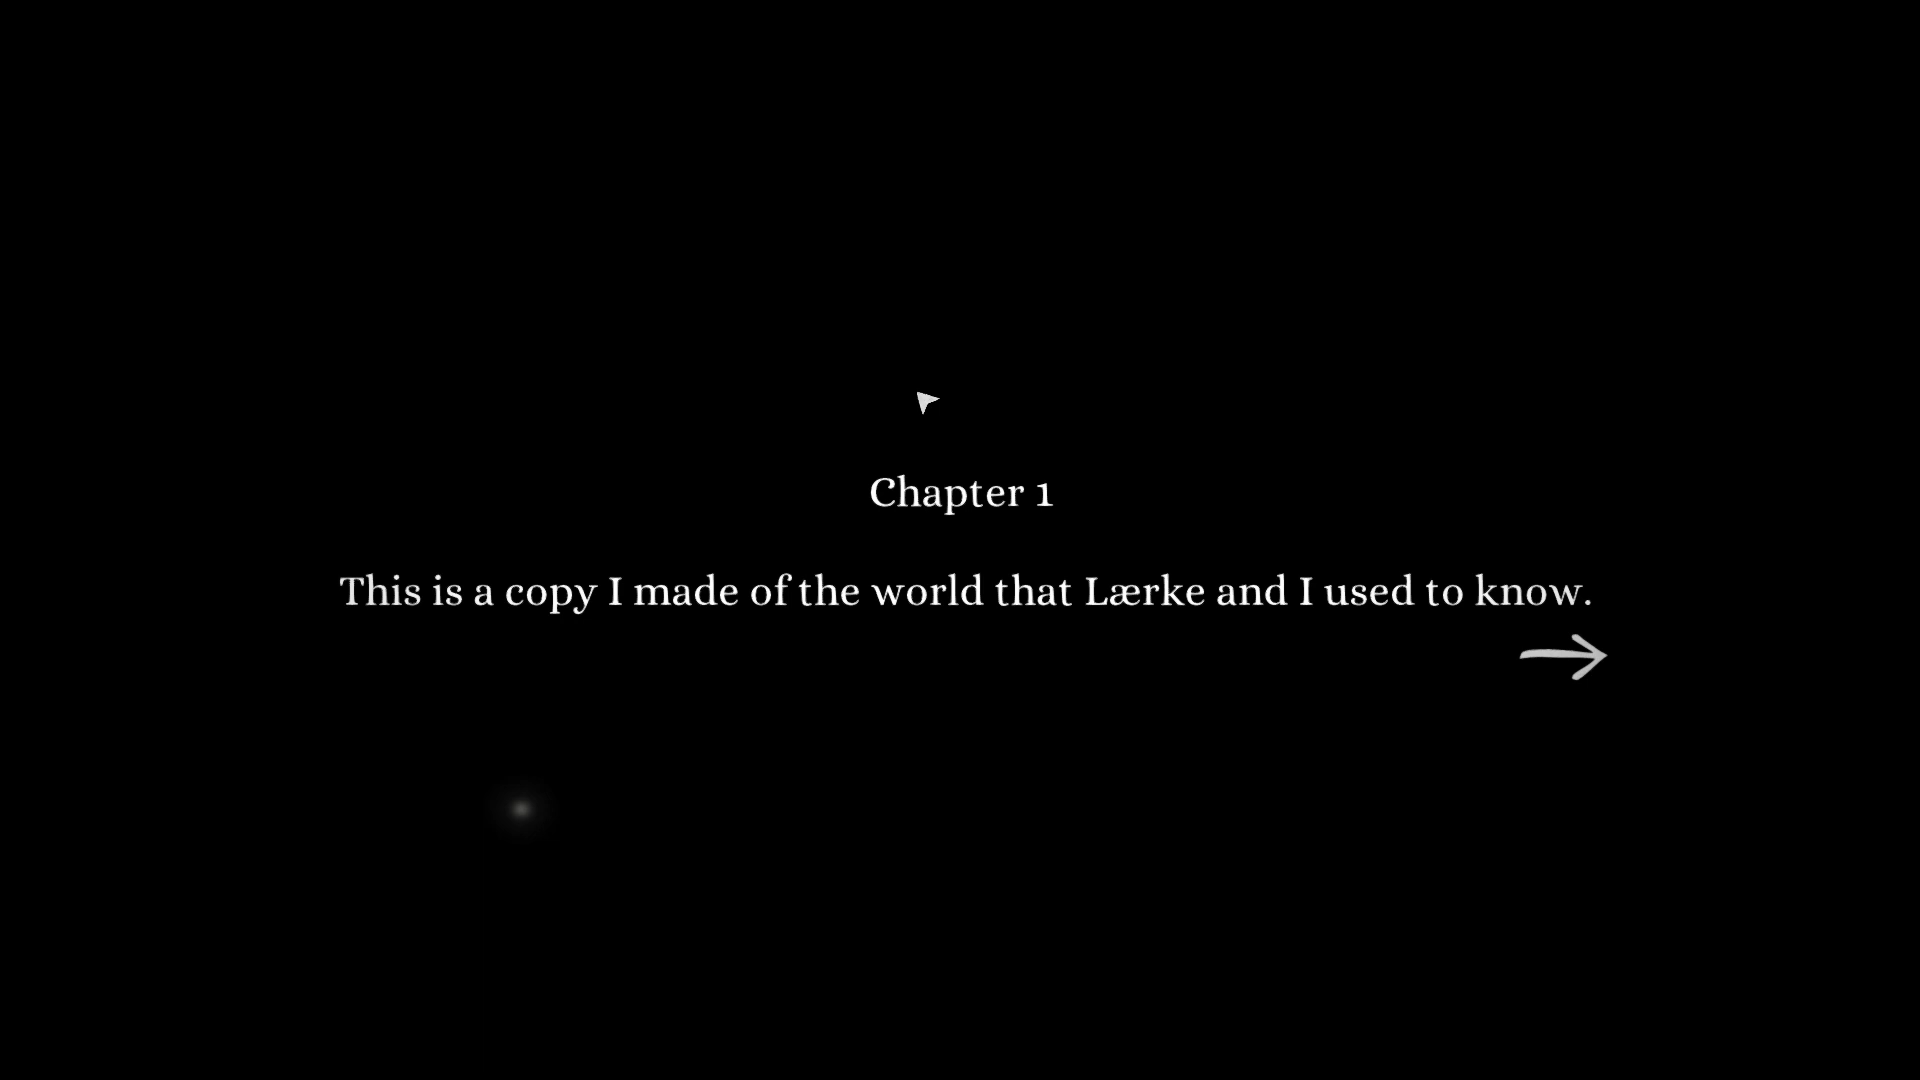 Chapter 1
This is a copy I made of the world that Lærke and I used to know.